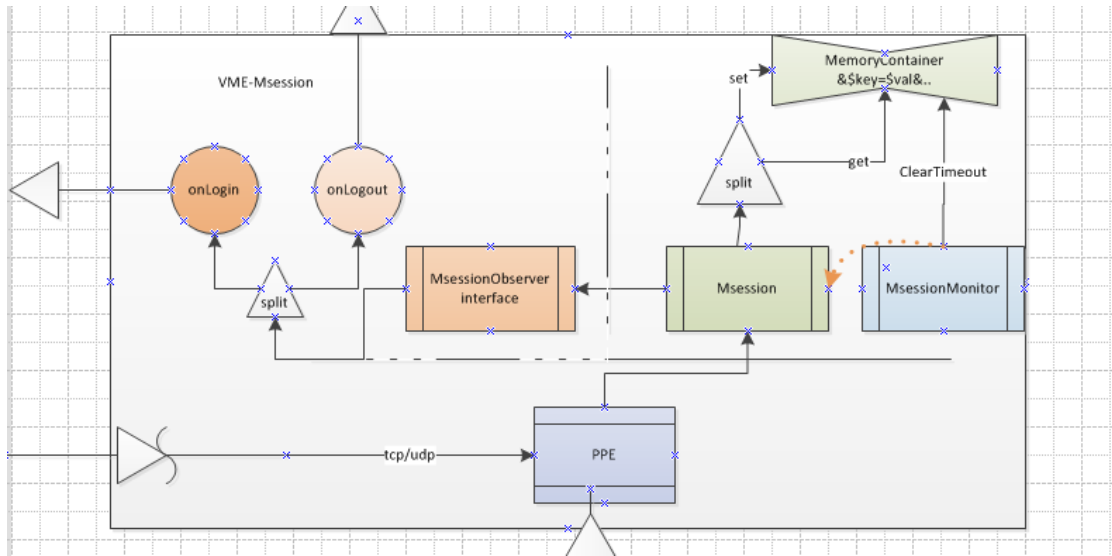 VME-Msession
MemoryContainer
&$key=$val&..
set
get
split
ClearTimeout
onLogin
onLogout
MsessionObserver
interface
Msession
MsessionMonitor
split
tcp/udp
PPE